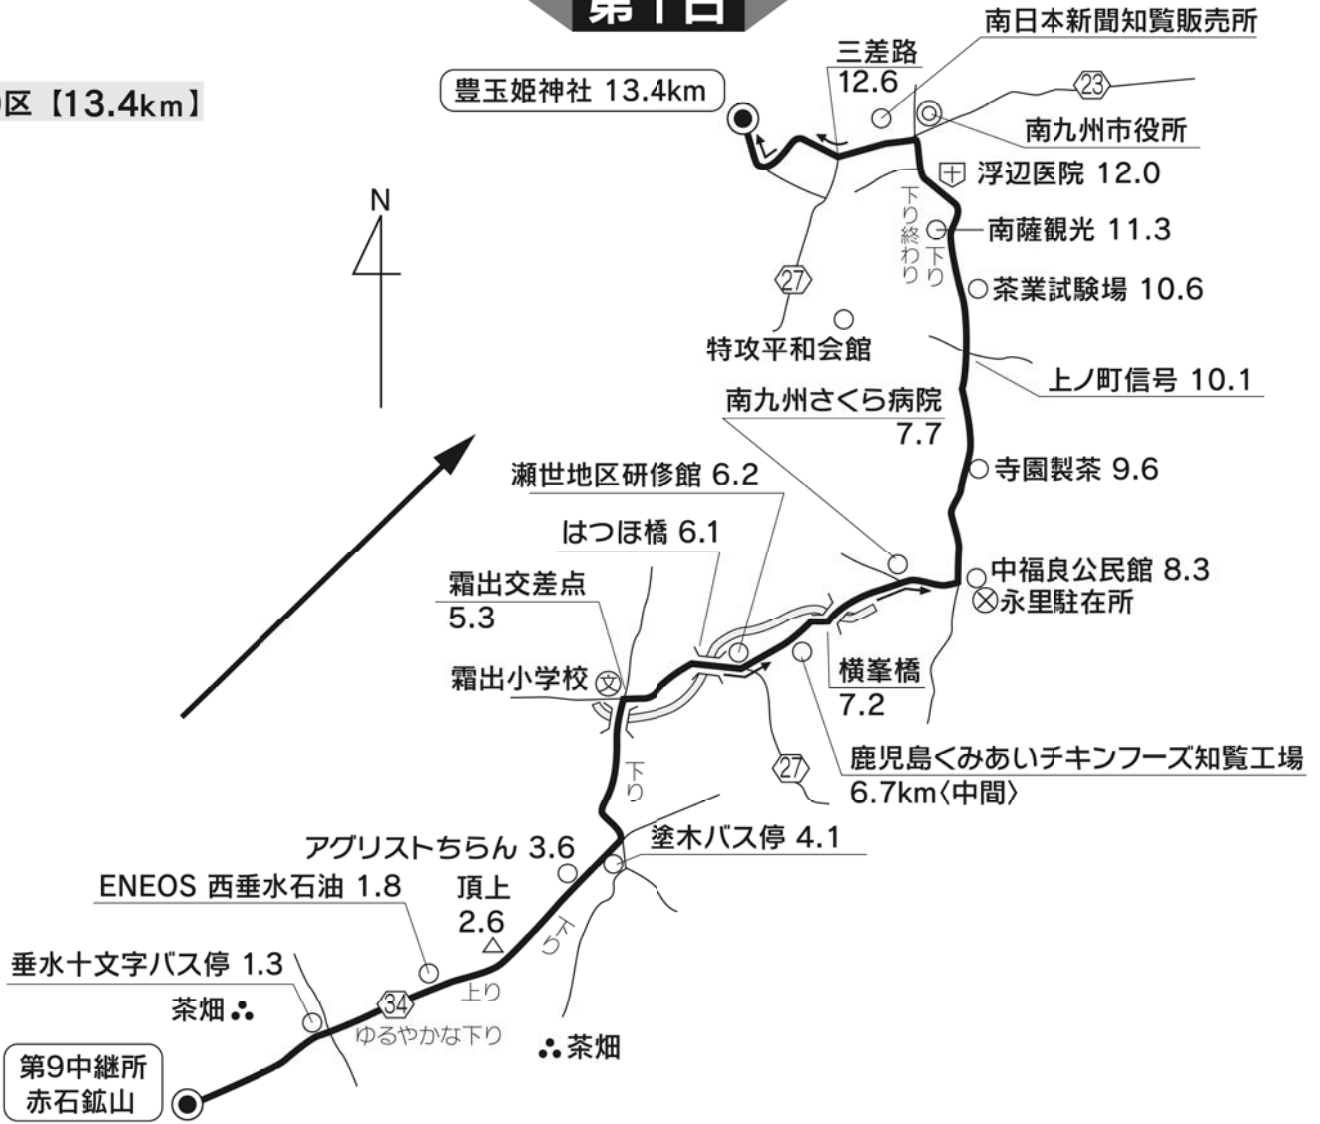 第1日
区【13.4km】
南日本新聞知覧販売所
三差路
12.6
23
豊玉姫神社 13.4km
南九州市役所
浮辺医院 12.0
N
下り終わり
下り
南薩観光 11.3
27
茶業試験場 10.6
特攻平和会館
上ノ町信号 10.1
南九州さくら病院
7.7
瀬世地区研修館 6.2
寺園製茶 9.6
はつほ橋 6.1
霜出交差点
5.3
中福良公民館 8.3
永里駐在所
霜出小学校
文
横峯橋
7.2
27
鹿児島くみあいチキンフーズ知覧工場
6.7km〈中間〉
下り
アグリストちらん 3.6
塗木バス停 4.1
ENEOS 西垂水石油 1.8
頂上
2.6
下り
垂水十文字バス停 1.3
上り
茶畑
34
ゆるやかな下り
茶畑
第9中継所
赤石鉱山